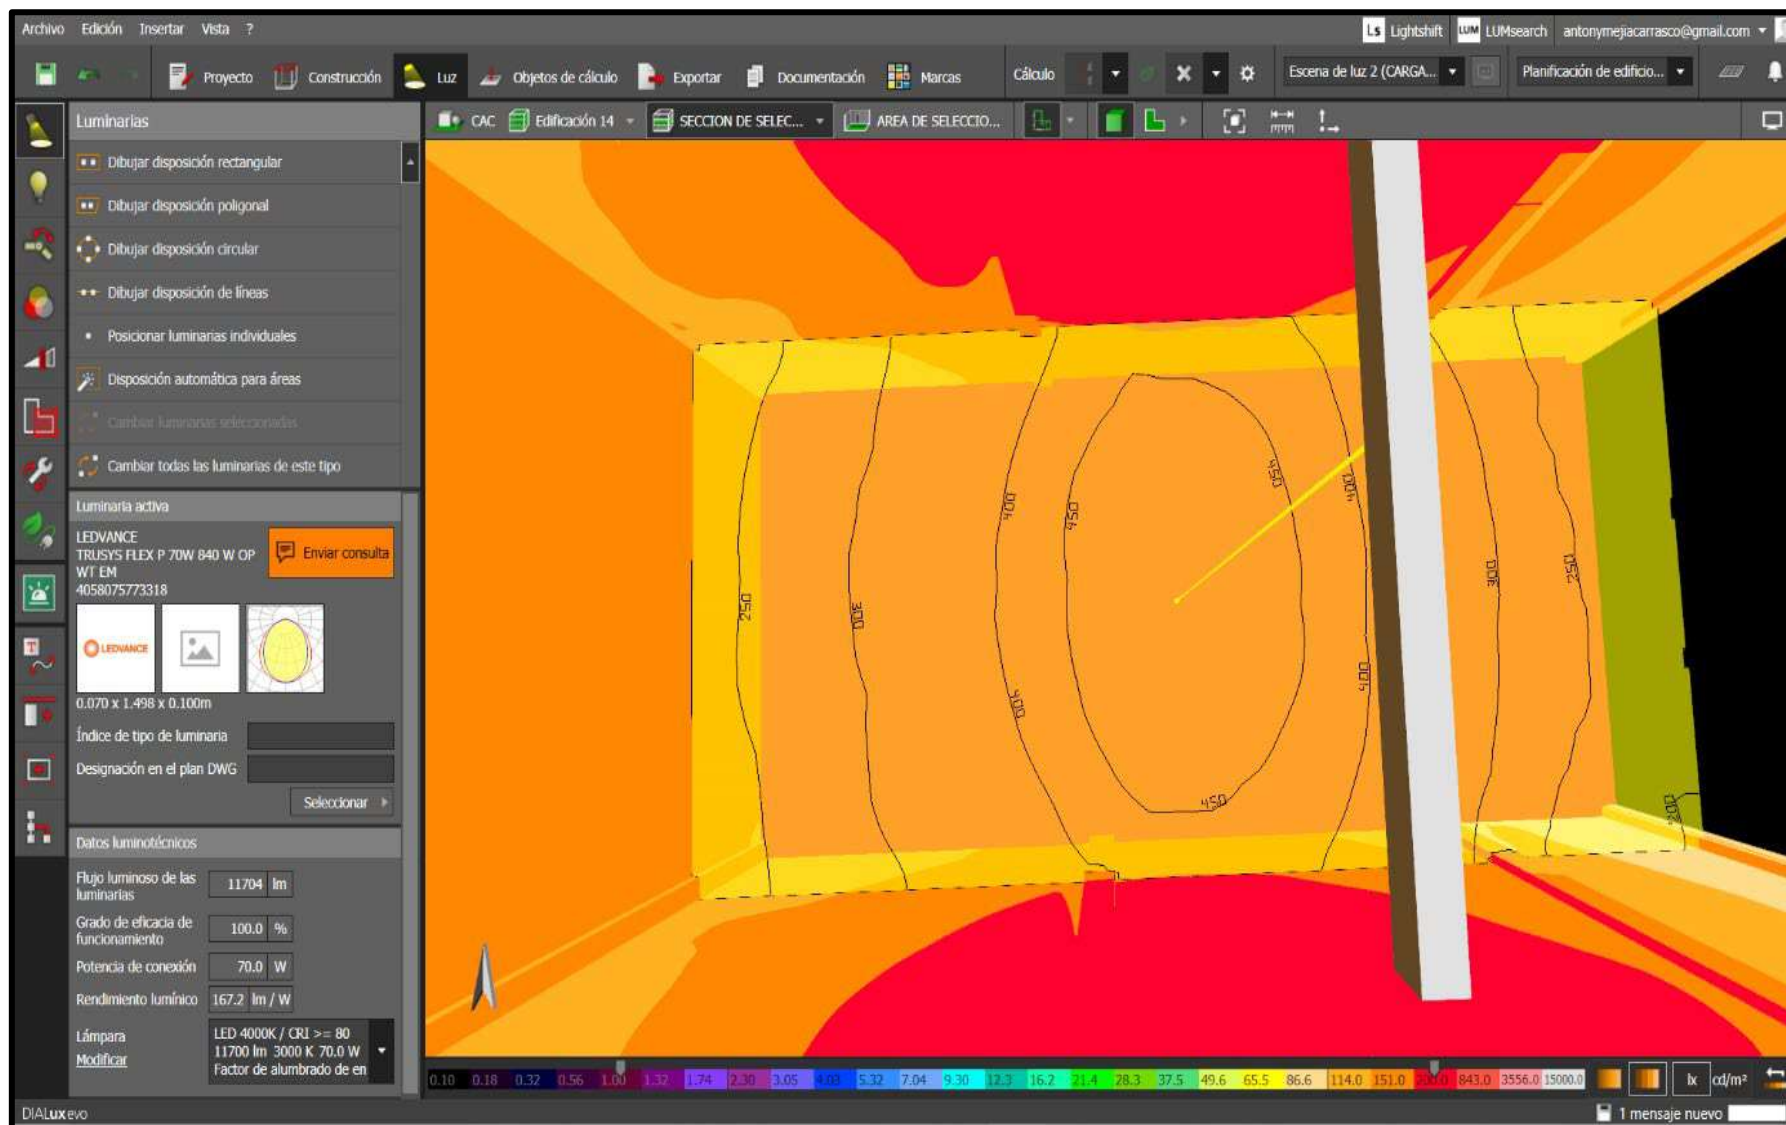 Archivo Edición Insertar Vista ?
Ls Lightshift LUM LUMsearch antonymejiacarrasco@gmail.com
Proyecto Construcción Luz Objetos de cálculo Exportar Documentación Marcas Cálculo Escena de luz 2 (CARGA... Planificación de edificio...
Luminarias
CAC Edificación 14 SECCION DE SELEC... AREA DE SELECCIO...
Dibujar disposición rectangular
Dibujar disposición poligonal
Dibujar disposición circular
Dibujar disposición de líneas
Posicionar luminarias individuales
Disposición automática para áreas
Cambiar luminarias seleccionadas
Cambiar todas las luminarias de este tipo
Luminaria activa
LEDVANCE
TRUSYS FLEX P 70W 840 W OP
WT EM
4058075773318
Enviar consulta
LEDVANCE
0.070 x 1.498 x 0.100m
Índice de tipo de luminaria
Designación en el plan DWG
Seleccionar
Datos luminotécnicos
Flujo luminoso de las
luminarias
11704 lm
Grado de eficacia de
funcionamiento
100.0 %
Potencia de conexión 70.0 W
Rendimiento lumínico 167.2 lm / W
Lámpara
Modificar
LED 4000K / CRI >= 80
11700 lm 3000 K 70.0 W
Factor de alumbrado de en
450
450
400
400
400
300
250
250
300
400
400
450
200
0.10 0.18 0.32 0.56 1.00 1.32 1.74 2.30 3.05 4.03 5.32 7.04 9.30 12.3 16.2 21.4 28.3 37.5 49.6 65.5 86.6 114.0 151.0 200.0 843.0 3556.0 15000.0
lx cd/m²
DIALux evo
1 mensaje nuevo